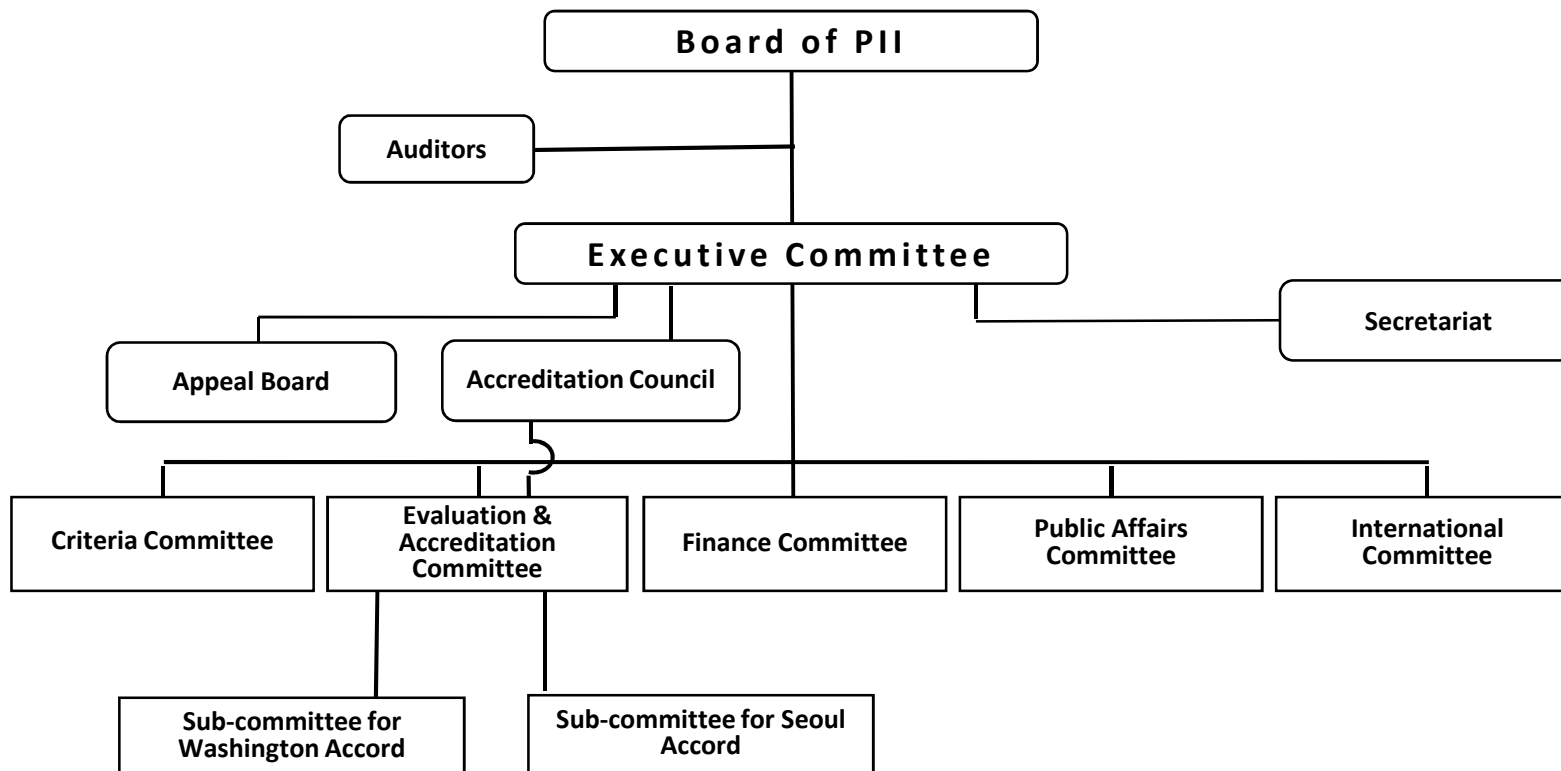 Board of PII
Auditors
Executive Committee
Secretariat
Appeal Board
Accreditation Council
Criteria Committee
Evaluation &
Accreditation
Committee
Finance Committee
Public Affairs
Committee
International
Committee
Sub-committee for
Washington Accord
Sub-committee for Seoul
Accord